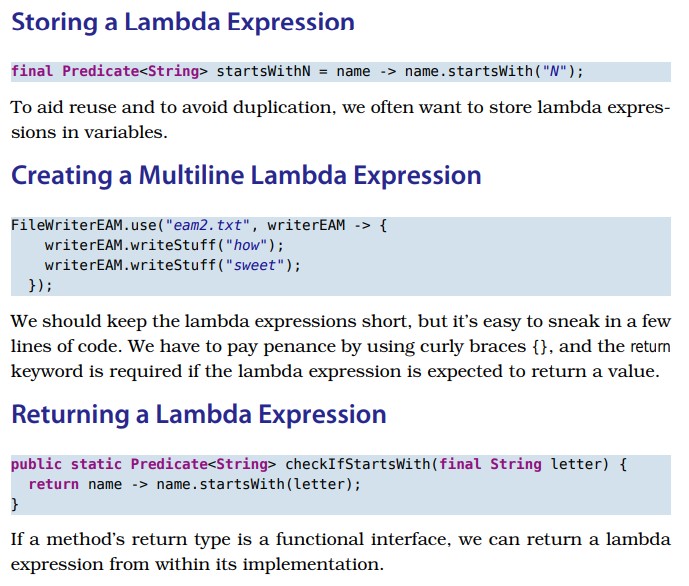 Storing a Lambda Expression
final Predicate<String> startsWithN = name -> name.startsWith("N");
To aid reuse and to avoid duplication, we often want to store lambda expres-
sions in variables.
Creating a Multiline Lambda Expression
FileWriterEAM.use("eam2.txt", writerEAM -> {
    writerEAM.writeStuff("how");
    writerEAM.writeStuff("sweet");
  });
We should keep the lambda expressions short, but it's easy to sneak in a few
lines of code. We have to pay penance by using curly braces {}, and the return
keyword is required if the lambda expression is expected to return a value.
Returning a Lambda Expression
public static Predicate<String> checkIfStartsWith(final String letter) {
  return name -> name.startsWith(letter);
}
If a method's return type is a functional interface, we can return a lambda
expression from within its implementation.